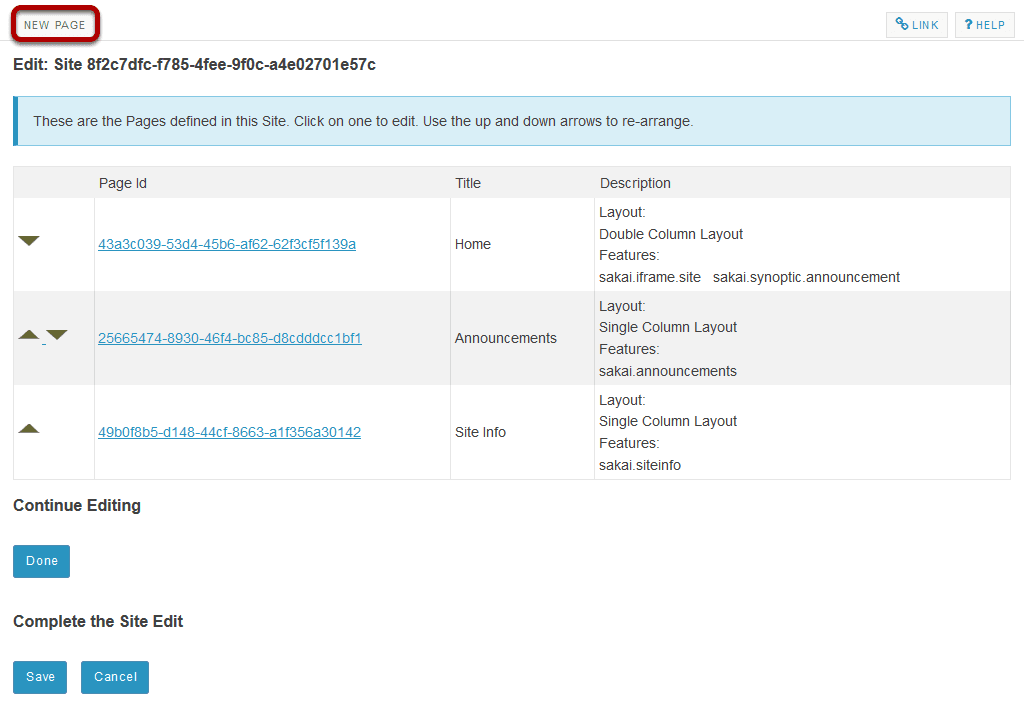 NEW PAGE
LINK
? HELP
Edit: Site 8f2c7dfc-f785-4fee-9f0c-a4e02701e57c
These are the Pages defined in this Site. Click on one to edit. Use the up and down arrows to re-arrange.
Page Id Title Description
43a3c039-53d4-45b6-af62-62f3cf5f139a
Home
Layout:
Double Column Layout
Features:
sakai.iframe.site sakai.synoptic.announcement
25665474-8930-46f4-bc85-d8cdddcc1bf1
Announcements
Layout:
Single Column Layout
Features:
sakai.announcements
49b0f8b5-d148-44cf-8663-a1f356a30142
Site Info
Layout:
Single Column Layout
Features:
sakai.siteinfo
Continue Editing
Done
Complete the Site Edit
Save Cancel